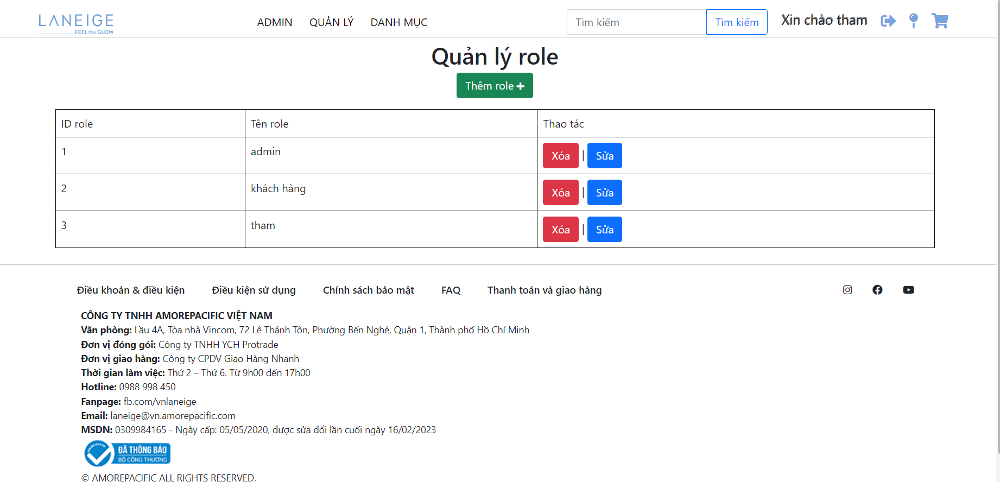 LANEIGE
FEEL the GLOW
ADMIN QUẢN LÝ DANH MỤC
Tìm kiếm Tìm kiếm
Xin chào tham
Quản lý role
Thêm role
ID role Tên role Thao tác
1 admin Xóa | Sửa
2 khách hàng Xóa | Sửa
3 tham Xóa | Sửa
Điều khoản & điều kiện Điều kiện sử dụng Chính sách bảo mật FAQ Thanh toán và giao hàng
CÔNG TY TNHH AMOREPACIFIC VIỆT NAM
Văn phòng: Lầu 4A, Tòa nhà Vincom, 72 Lê Thánh Tôn, Phường Bến Nghé, Quận 1, Thành phố Hồ Chí Minh
Đơn vị đóng gói: Công ty TNHH YCH Protrade
Đơn vị giao hàng: Công ty CPDV Giao Hàng Nhanh
Thời gian làm việc: Thứ 2 – Thứ 6. Từ 9h00 đến 17h00
Hotline: 0988 998 450
Fanpage: fb.com/vnlaneige
Email: laneige@vn.amorepacific.com
MSDN: 0309984165 - Ngày cấp: 05/05/2020, được sửa đổi lần cuối ngày 16/02/2023
ONLINE.GOV.VN
ĐÃ THÔNG BÁO
BỘ CÔNG THƯƠNG
© AMOREPACIFIC ALL RIGHTS RESERVED.